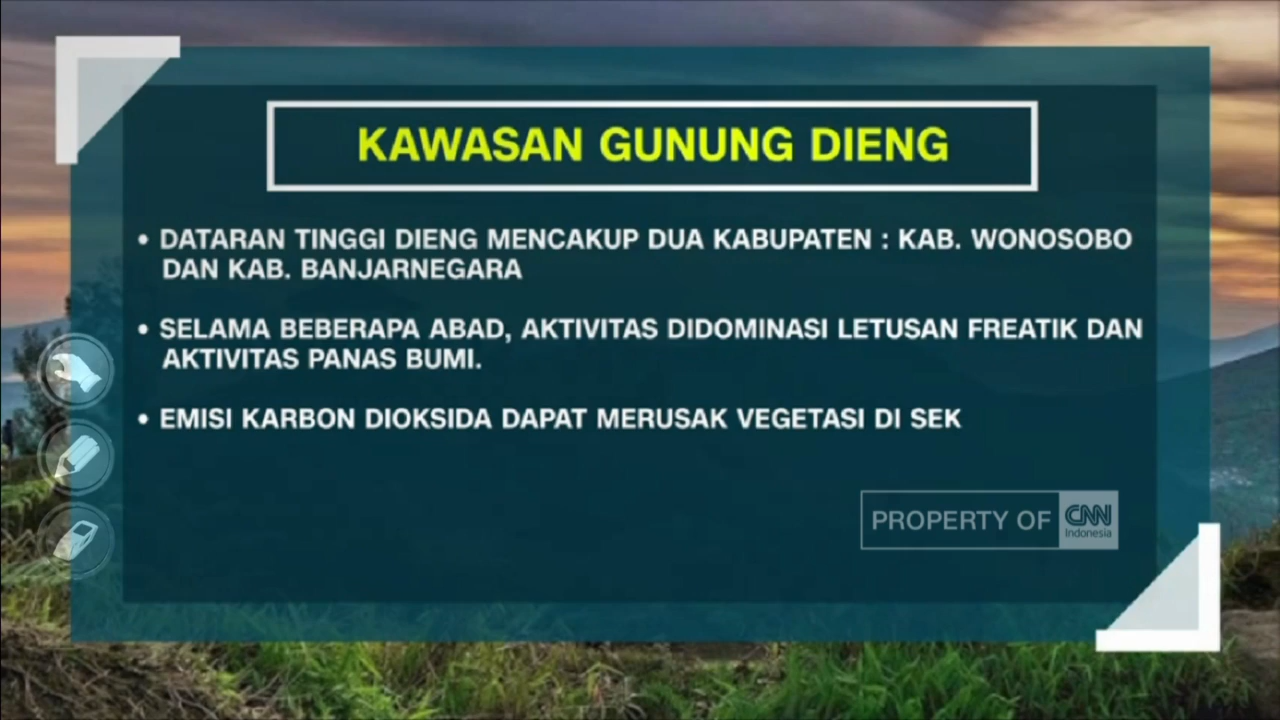 KAWASAN GUNUNG DIENG
• DATARAN TINGGI DIENG MENCAKUP DUA KABUPATEN : KAB. WONOSOBO
DAN KAB. BANJARNEGARA
• SELAMA BEBERAPA ABAD, AKTIVITAS DIDOMINASI LETUSAN FREATIK DAN
AKTIVITAS PANAS BUMI.
• EMISI KARBON DIOKSIDA DAPAT MERUSAK VEGETASI DI SEK
PROPERTY OF CNN
Indonesia